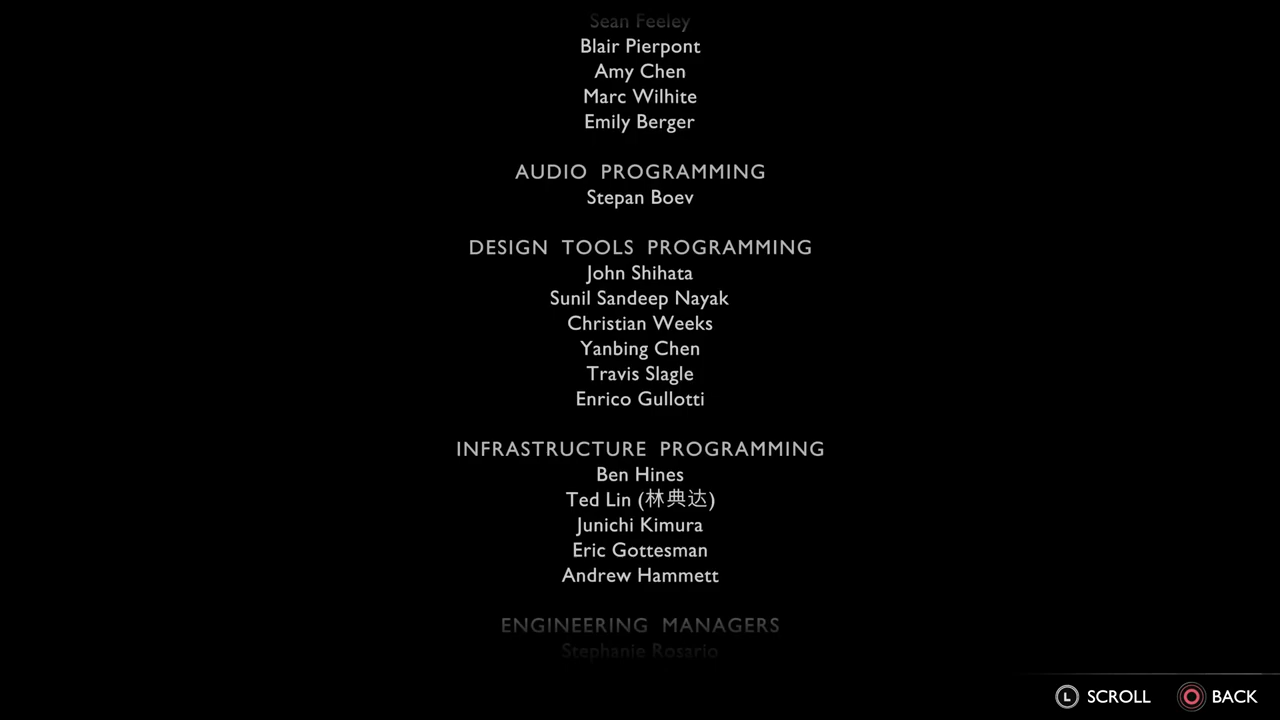 Sean Feeley
Blair Pierpont
Amy Chen
Marc Wilhite
Emily Berger
AUDIO PROGRAMMING
Stepan Boev
DESIGN TOOLS PROGRAMMING
John Shihata
Sunil Sandeep Nayak
Christian Weeks
Yanbing Chen
Travis Slagle
Enrico Gullotti
INFRASTRUCTURE PROGRAMMING
Ben Hines
Ted Lin (林典达)
Junichi Kimura
Eric Gottesman
Andrew Hammett
ENGINEERING MANAGERS
Stephanie Rosario
L SCROLL BACK